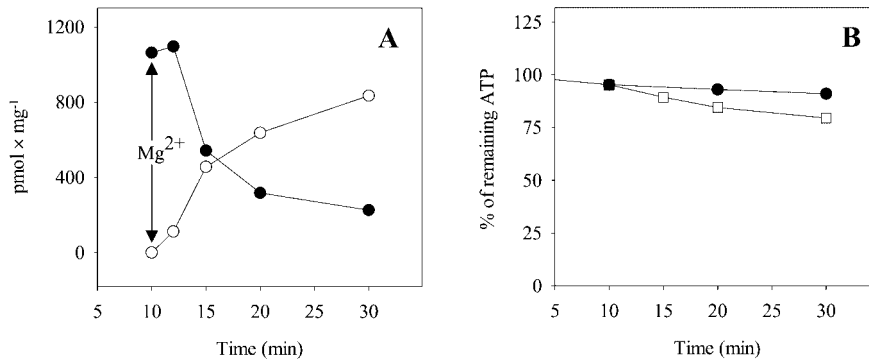 A
pmol × mg⁻¹
1200
800
400
0
Mg²⁺
5 10 15 20 25 30
Time (min)
B
% of remaining ATP
125
100
75
50
25
0
5 10 15 20 25 30
Time (min)